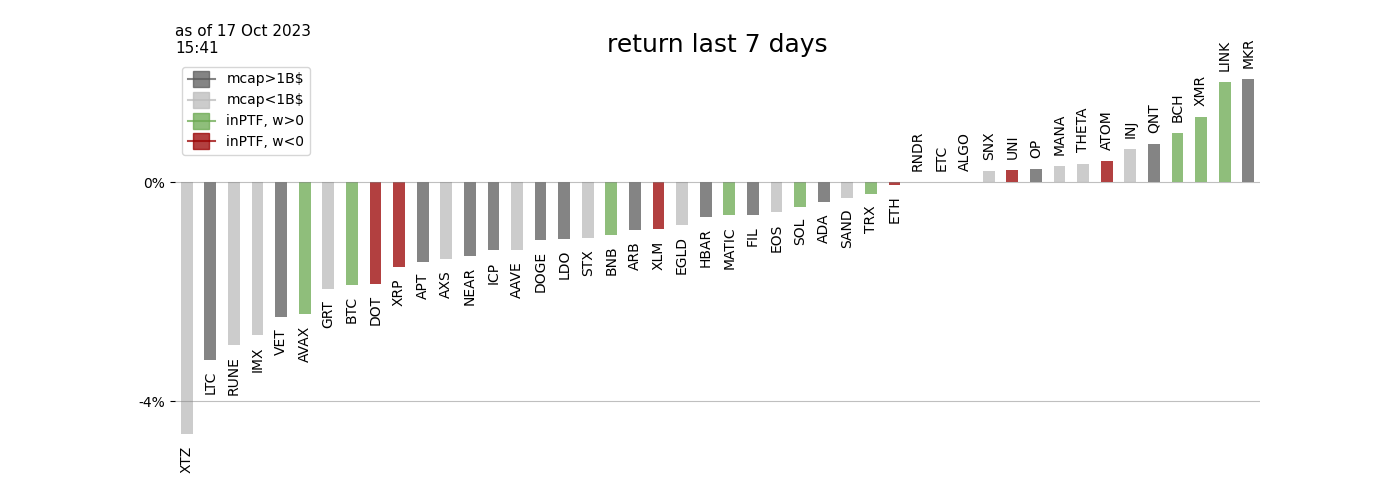 as of 17 Oct 2023
15:41
return last 7 days
mcap>1B$
mcap<1B$
inPTF, w>0
inPTF, w<0
0%
-4%
XTZ
LTC
RUNE
IMX
VET
AVAX
GRT
BTC
DOT
XRP
APT
AXS
NEAR
ICP
AAVE
DOGE
LDO
STX
BNB
ARB
XLM
EGLD
HBAR
MATIC
FIL
EOS
SOL
ADA
SAND
TRX
ETH
RNDR
ETC
ALGO
SNX
UNI
OP
MANA
THETA
ATOM
INJ
QNT
BCH
XMR
LINK
MKR